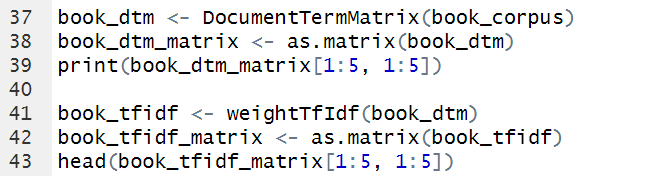 37 book_dtm <- DocumentTermMatrix(book_corpus)
38 book_dtm_matrix <- as.matrix(book_dtm)
39 print(book_dtm_matrix[1:5, 1:5])
40
41 book_tfidf <- weightTfIdf(book_dtm)
42 book_tfidf_matrix <- as.matrix(book_tfidf)
43 head(book_tfidf_matrix[1:5, 1:5])